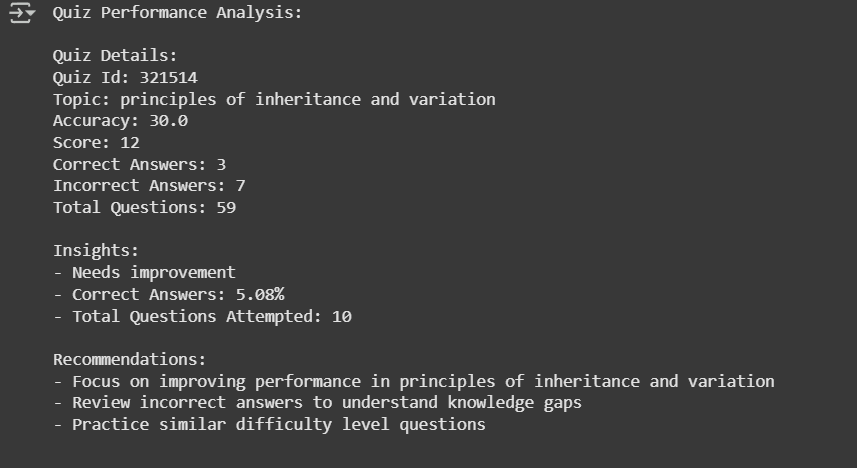 Quiz Performance Analysis:
Quiz Details:
Quiz Id: 321514
Topic: principles of inheritance and variation
Accuracy: 30.0
Score: 12
Correct Answers: 3
Incorrect Answers: 7
Total Questions: 59
Insights:
- Needs improvement
- Correct Answers: 5.08%
- Total Questions Attempted: 10
Recommendations:
- Focus on improving performance in principles of inheritance and variation
- Review incorrect answers to understand knowledge gaps
- Practice similar difficulty level questions